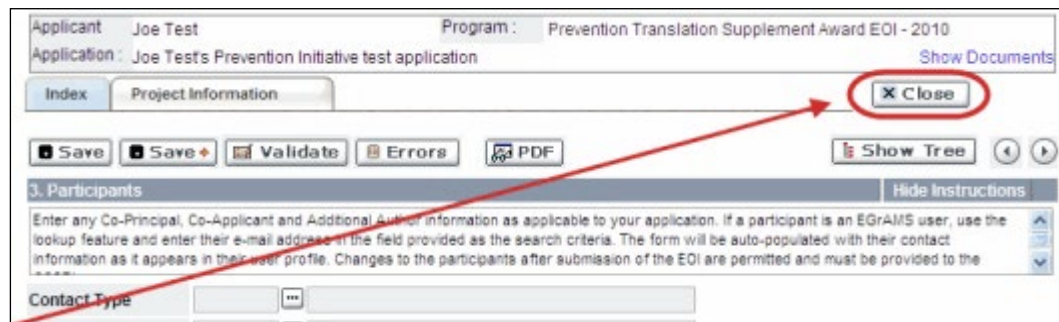 Applicant Joe Test Program : Prevention Translation Supplement Award EOI - 2010
Application : Joe Test's Prevention Initiative test application Show Documents
Index Project Information Close
Save Save Validate Errors PDF Show Tree
3. Participants Hide Instructions
Enter any Co-Principal, Co-Applicant and Additional Author information as applicable to your application. If a participant is an EGrAMS user, use the
lookup feature and enter their e-mail address in the field provided as the search criteria. The form will be auto-populated with their contact
information as it appears in their user profile. Changes to the participants after submission of the EOI are permitted and must be provided to the
Contact Type